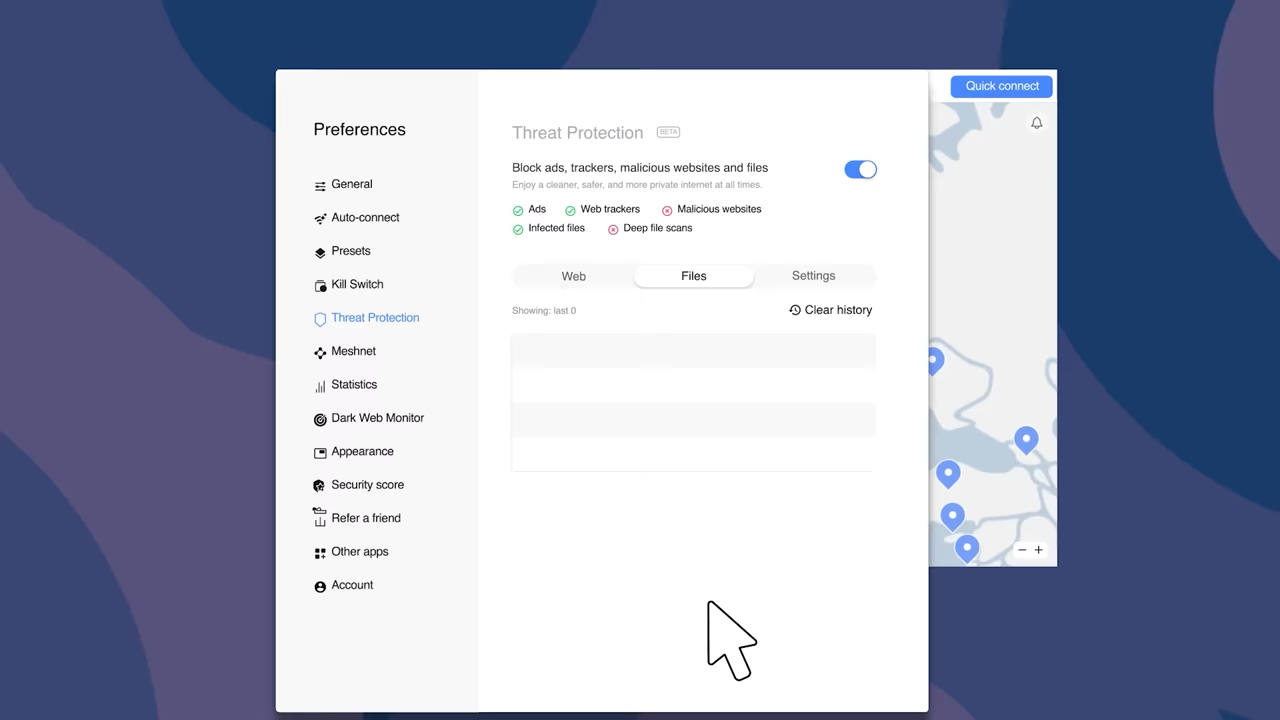 Quick connect
Preferences
General
Auto-connect
Presets
Kill Switch
Threat Protection
Meshnet
Statistics
Dark Web Monitor
Appearance
Security score
Refer a friend
Other apps
Account
Threat Protection BETA
Block ads, trackers, malicious websites and files
Enjoy a cleaner, safer, and more private internet at all times.
Ads Web trackers Malicious websites
Infected files Deep file scans
Web Files Settings
Showing: last 0 Clear history